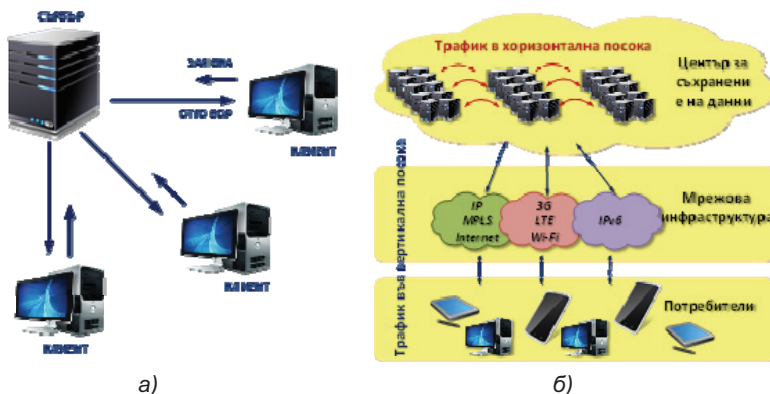 СЪРВЪР
ЗАЯВКА
ОТГОВОР
КЛИЕНТ
КЛИЕНТ
КЛИЕНТ
а)
Трафик в хоризонтална посока
Център за
съхранени
е на данни
Трафик във вертикална посока
IP
MPLS
Internet
3G
LTE
Wi-Fi
IPv6
Мрежова
инфраструктура
Потребители
б)